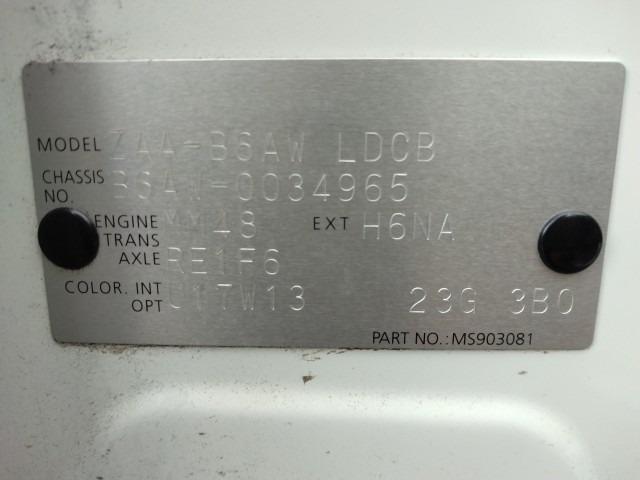 MODEL ZAA-B6AW LDCB
CHASSIS NO. B6AW-0034965
ENGINE MM48 EXT H6NA
TRANS AXLE RE1F6
COLOR. INT OPT U17W13 23G 3B0
PART NO.:MS903081